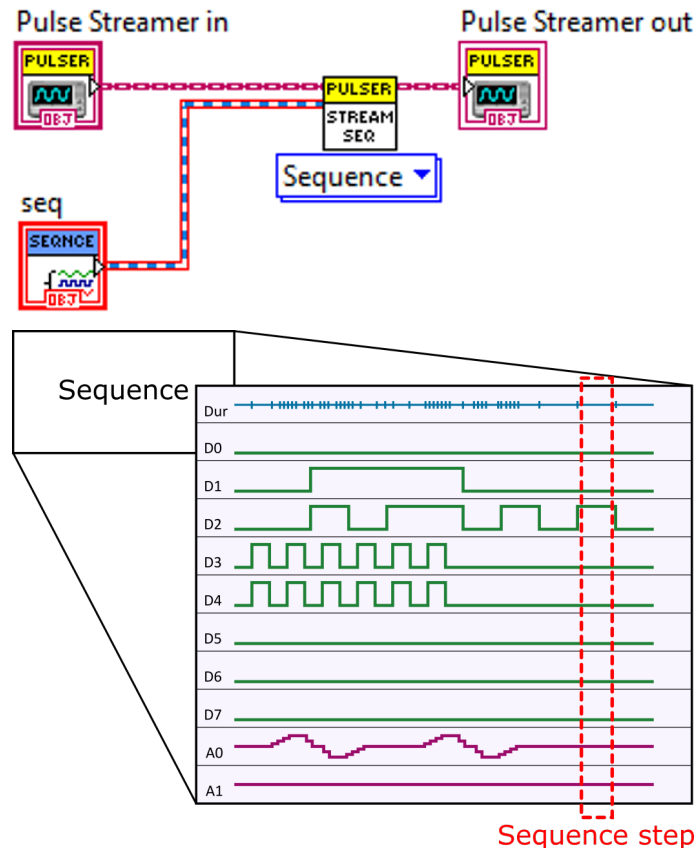 Pulse Streamer in
Pulse Streamer out
PULSER
OBJ
PULSER
STREAM
SEQ
PULSER
OBJ
Sequence
seq
SEQNCE
OBJ
Sequence
Dur
D0
D1
D2
D3
D4
D5
D6
D7
A0
A1
Sequence step